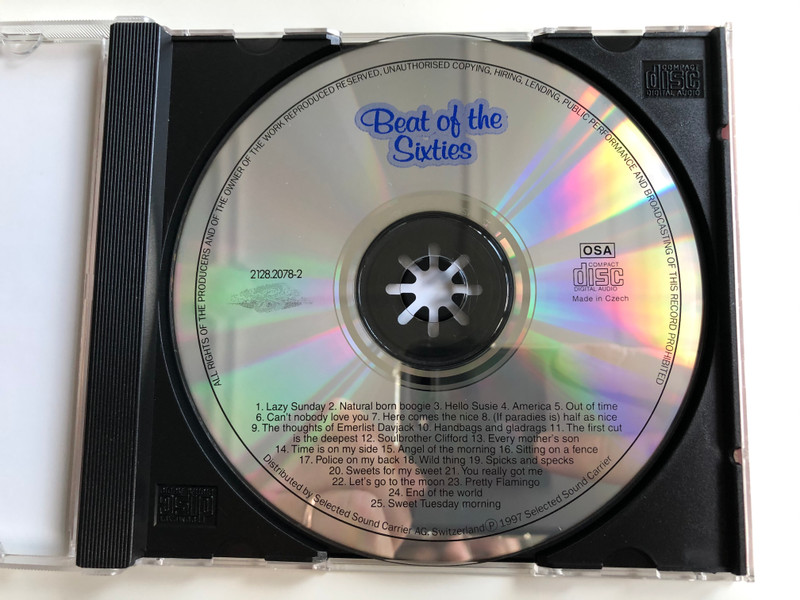 ALL RIGHTS OF THE PRODUCERS AND OF THE OWNER OF THE WORK REPRODUCED RESERVED, UNAUTHORISED COPYING, HIRING, LENDING, PUBLIC PERFORMANCE AND BROADCASTING OF THIS RECORD PROHIBITED
COMPACT
disc
DIGITAL AUDIO
Beat of the
Sixties
2128.2078-2
OSA
COMPACT
disc
DIGITAL AUDIO
Made in Czech
1. Lazy Sunday 2. Natural born boogie 3. Hello Susie 4. America 5. Out of time
6. Can't nobody love you 7. Here comes the nice 8. (If paradies is) half as nice
9. The thoughts of Emerlist Davjack 10. Handbags and gladrags 11. The first cut
is the deepest 12. Soulbrother Clifford 13. Every mother's son
14. Time is on my side 15. Angel of the morning 16. Sitting on a fence
17. Police on my back 18. Wild thing 19. Spicks and specks
20. Sweets for my sweet 21. You really got me
22. Let's go to the moon 23. Pretty Flamingo
24. End of the world
25. Sweet Tuesday morning
Distributed by Selected Sound Carrier AG, Switzerland ℗ 1997 Selected Sound Carrier